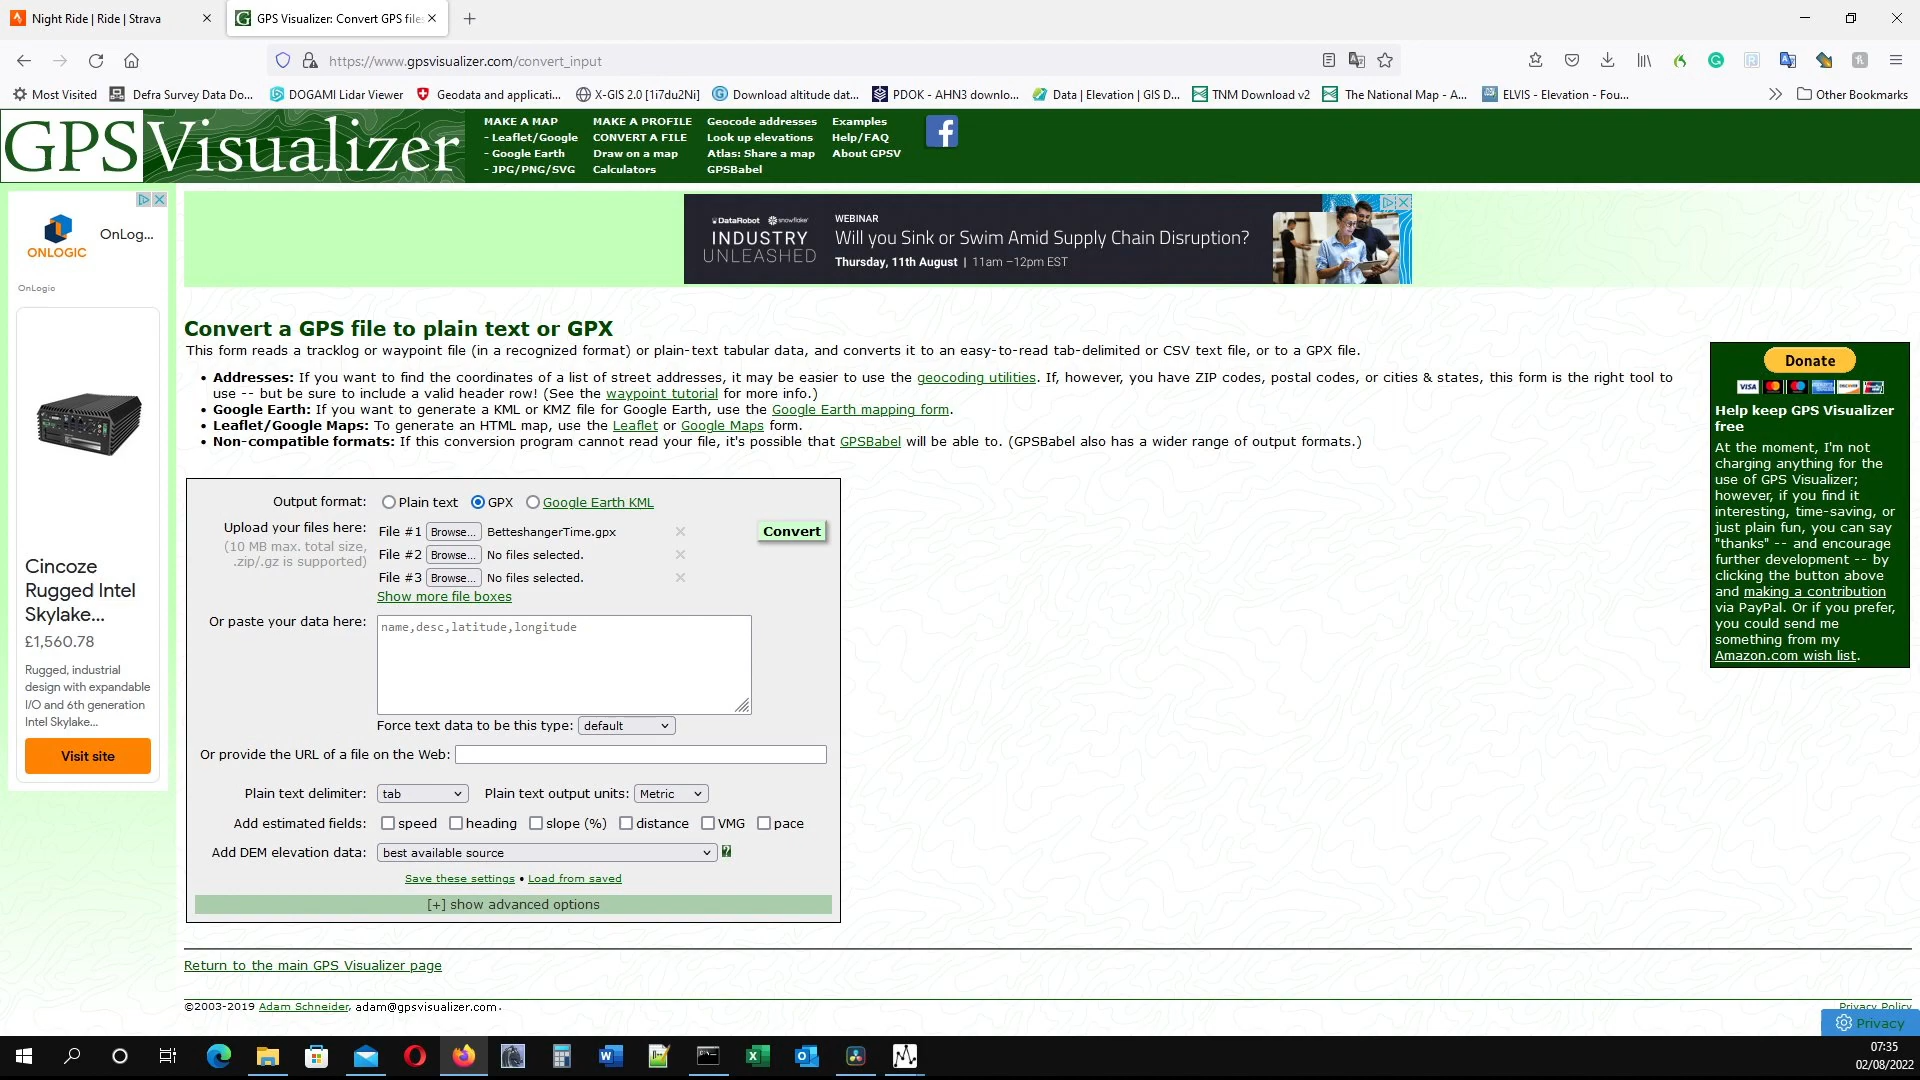 Night Ride | Ride | Strava
GPS Visualizer: Convert GPS file
https://www.gpsvisualizer.com/convert_input
Most Visited
Defra Survey Data Do...
DOGAMI Lidar Viewer
Geodata and applicati...
X-GIS 2.0 [1i7du2Ni]
Download altitude dat...
PDOK - AHN3 downlo...
Data | Elevation | GIS D...
TNM Download v2
The National Map - A...
ELVIS - Elevation - Fou...
Other Bookmarks
GPSVisualizer
MAKE A MAP
- Leaflet/Google
- Google Earth
- JPG/PNG/SVG
MAKE A PROFILE
CONVERT A FILE
Draw on a map
Calculators
Geocode addresses
Look up elevations
Atlas: Share a map
GPSBabel
Examples
Help/FAQ
About GPSV
ONLOGIC
OnLog...
OnLogic
Cincoze
Rugged Intel
Skylake...
£1,560.78
Rugged, industrial
design with expandable
I/O and 6th generation
Intel Skylake...
Visit site
DataRobot snowflake
INDUSTRY
UNLEASHED
WEBINAR
Will you Sink or Swim Amid Supply Chain Disruption?
Thursday, 11th August | 11am –12pm EST
Convert a GPS file to plain text or GPX
This form reads a tracklog or waypoint file (in a recognized format) or plain-text tabular data, and converts it to an easy-to-read tab-delimited or CSV text file, or to a GPX file.
• Addresses: If you want to find the coordinates of a list of street addresses, it may be easier to use the geocoding utilities. If, however, you have ZIP codes, postal codes, or cities & states, this form is the right tool to
use -- but be sure to include a valid header row! (See the waypoint tutorial for more info.)
• Google Earth: If you want to generate a KML or KMZ file for Google Earth, use the Google Earth mapping form.
• Leaflet/Google Maps: To generate an HTML map, use the Leaflet or Google Maps form.
• Non-compatible formats: If this conversion program cannot read your file, it's possible that GPSBabel will be able to. (GPSBabel also has a wider range of output formats.)
Output format: Plain text GPX Google Earth KML
Upload your files here:
(10 MB max. total size,
.zip/.gz is supported)
File #1 Browse... BetteshangerTime.gpx
Convert
File #2 Browse... No files selected.
File #3 Browse... No files selected.
Show more file boxes
Or paste your data here:
name,desc,latitude,longitude
Force text data to be this type: default
Or provide the URL of a file on the Web:
Plain text delimiter: tab Plain text output units: Metric
Add estimated fields: speed heading slope (%) distance VMG pace
Add DEM elevation data: best available source ?
Save these settings • Load from saved
[+] show advanced options
Donate
VISA
Help keep GPS Visualizer
free
At the moment, I'm not
charging anything for the
use of GPS Visualizer;
however, if you find it
interesting, time-saving, or
just plain fun, you can say
"thanks" -- and encourage
further development -- by
clicking the button above
and making a contribution
via PayPal. Or if you prefer,
you could send me
something from my
Amazon.com wish list.
Return to the main GPS Visualizer page
©2003-2019 Adam Schneider, adam@gpsvisualizer.com.
Privacy Policy
Privacy
07:35
02/08/2022